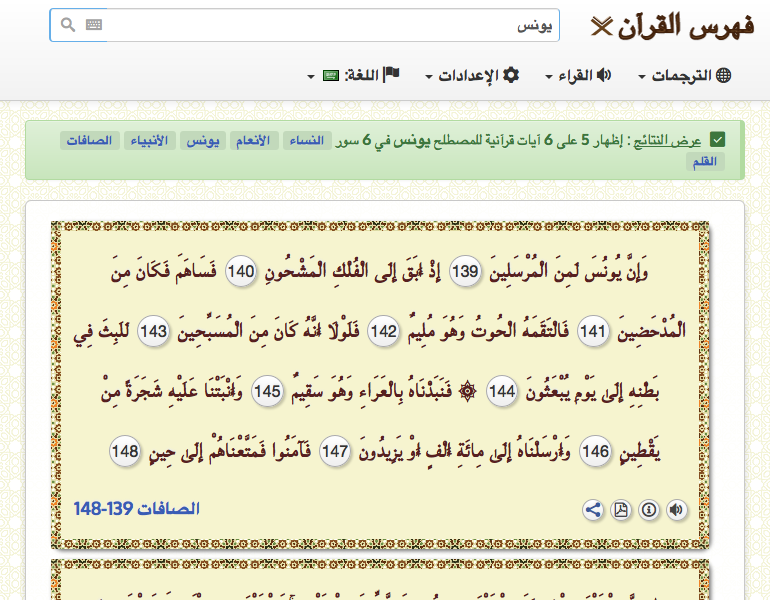 فهرس القرآن
يونس
الترجمات
القراء
الإعدادات
اللغة:
عرض النتائج : إظهار 5 على 6 آيات قرآنية للمصطلح يونس في 6 سور النساء الأنعام يونس الأنبياء الصافات
القلم
وَإِنَّ يُونُسَ لَمِنَ الْمُرْسَلِينَ 139 إِذْ أَبَقَ إِلَى الْفُلْكِ الْمَشْحُونِ 140 فَسَاهَمَ فَكَانَ مِنَ
الْمُدْحَضِينَ 141 فَالْتَقَمَهُ الْحُوتُ وَهُوَ مُلِيمٌ 142 فَلَوْلَا أَنَّهُ كَانَ مِنَ الْمُسَبِّحِينَ 143 لَلَبِثَ فِي
بَطْنِهِ إِلَىٰ يَوْمِ يُبْعَثُونَ 144 ۞ فَنَبَذْنَاهُ بِالْعَرَاءِ وَهُوَ سَقِيمٌ 145 وَأَنْبَتْنَا عَلَيْهِ شَجَرَةً مِنْ
يَقْطِينٍ 146 وَأَرْسَلْنَاهُ إِلَىٰ مِائَةِ أَلْفٍ أَوْ يَزِيدُونَ 147 فَآمَنُوا فَمَتَّعْنَاهُمْ إِلَىٰ حِينٍ 148
الصافات 139-148